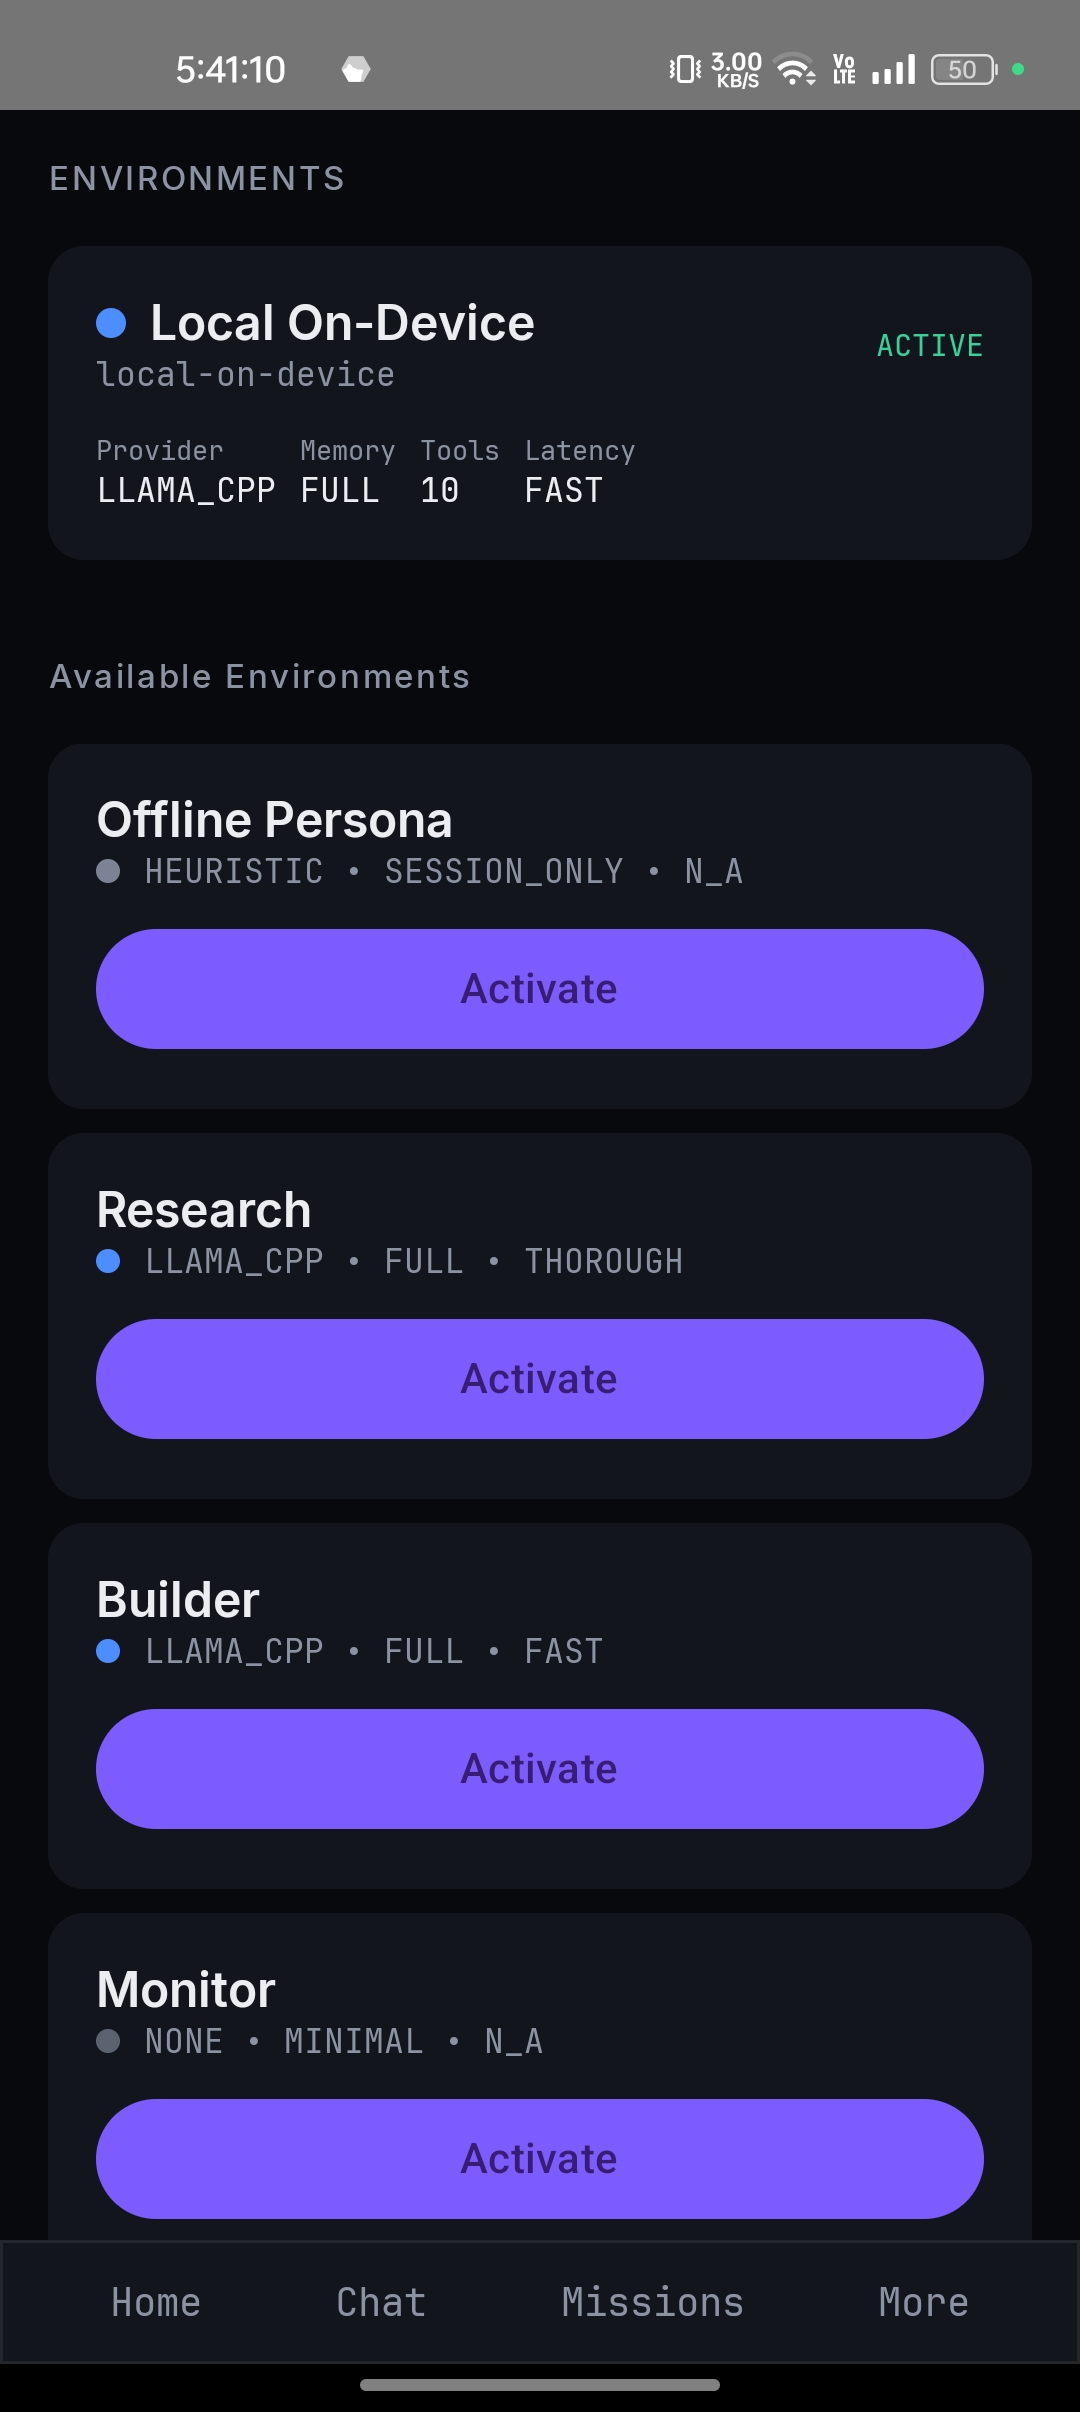 5:41:10
3.00
KB/S
Vo
LTE
50
ENVIRONMENTS
Local On-Device
local-on-device
ACTIVE
Provider Memory Tools Latency
LLAMA_CPP FULL 10 FAST
Available Environments
Offline Persona
HEURISTIC • SESSION_ONLY • N_A
Activate
Research
LLAMA_CPP • FULL • THOROUGH
Activate
Builder
LLAMA_CPP • FULL • FAST
Activate
Monitor
NONE • MINIMAL • N_A
Activate
Home Chat Missions More